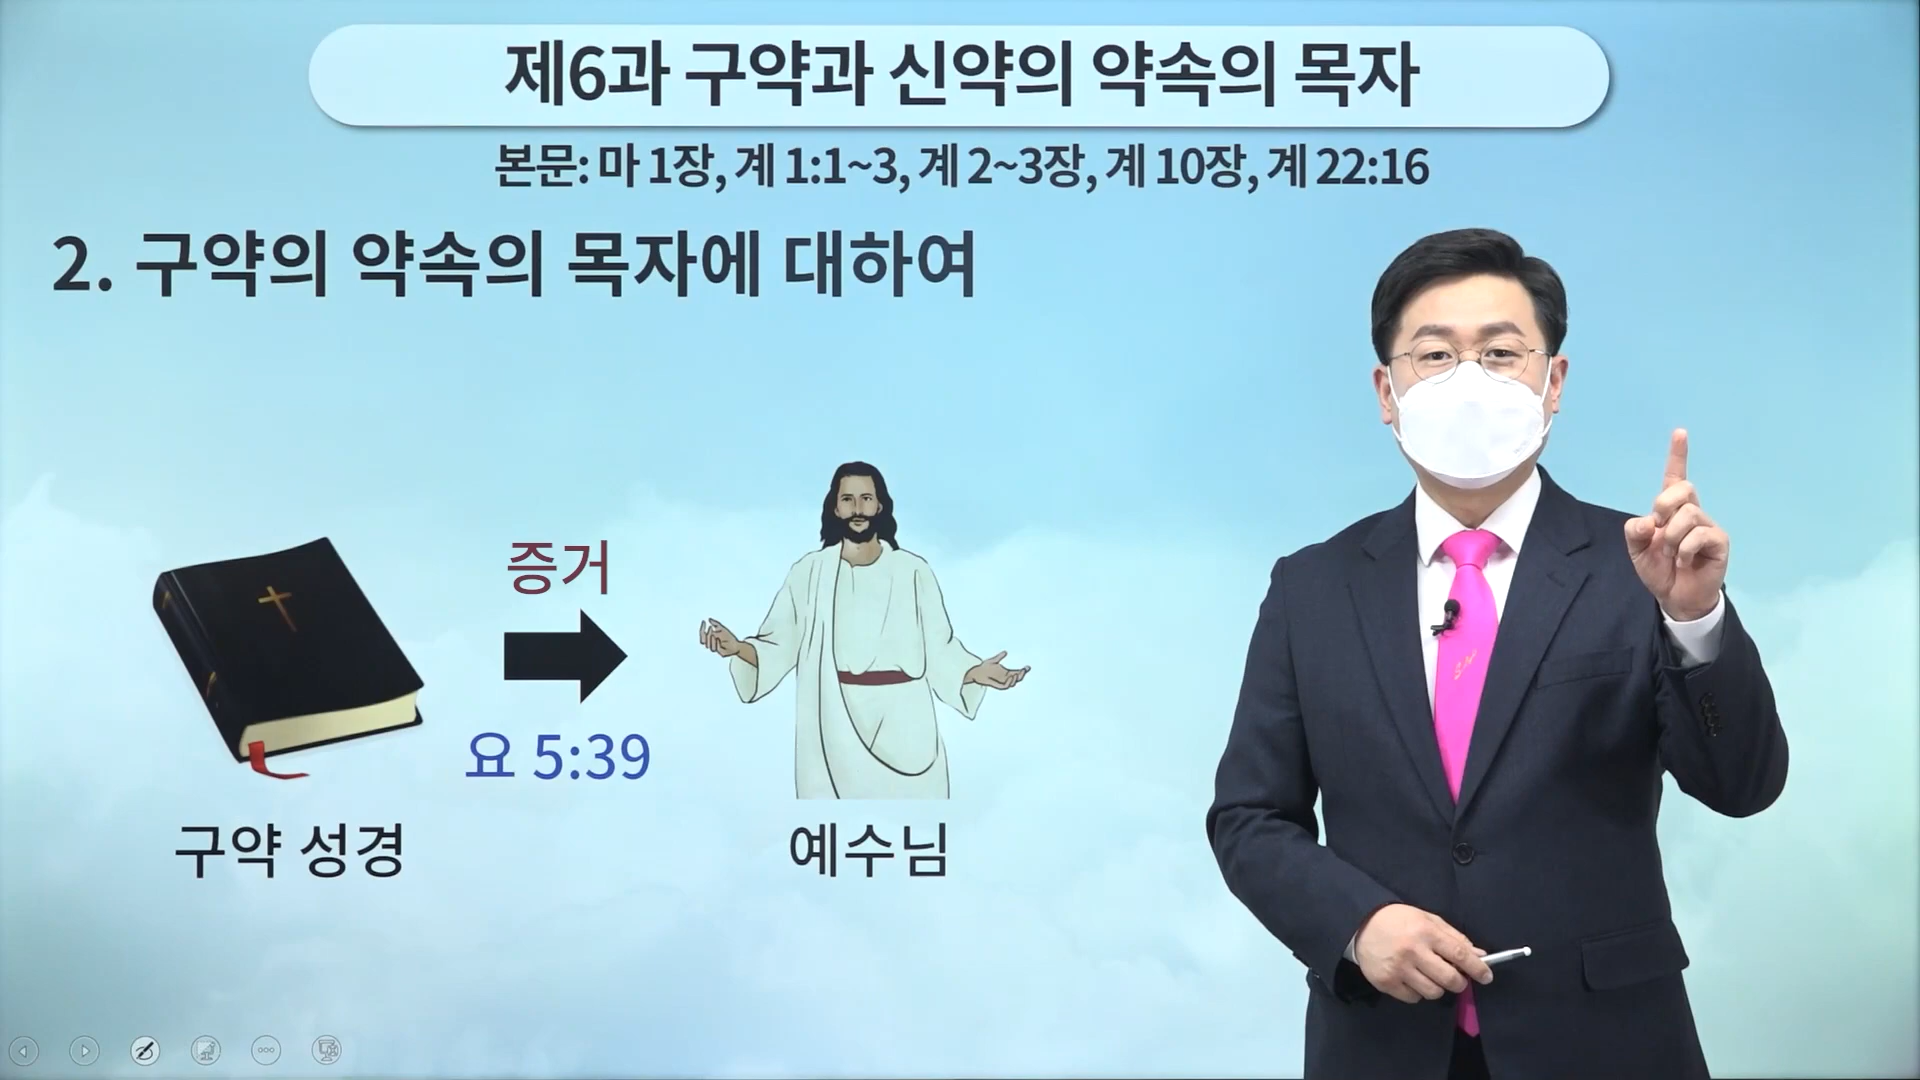 제6과 구약과 신약의 약속의 목자
본문: 마 1장, 계 1:1~3, 계 2~3장, 계 10장, 계 22:16
2. 구약의 약속의 목자에 대하여
증거
요 5:39
구약 성경
예수님